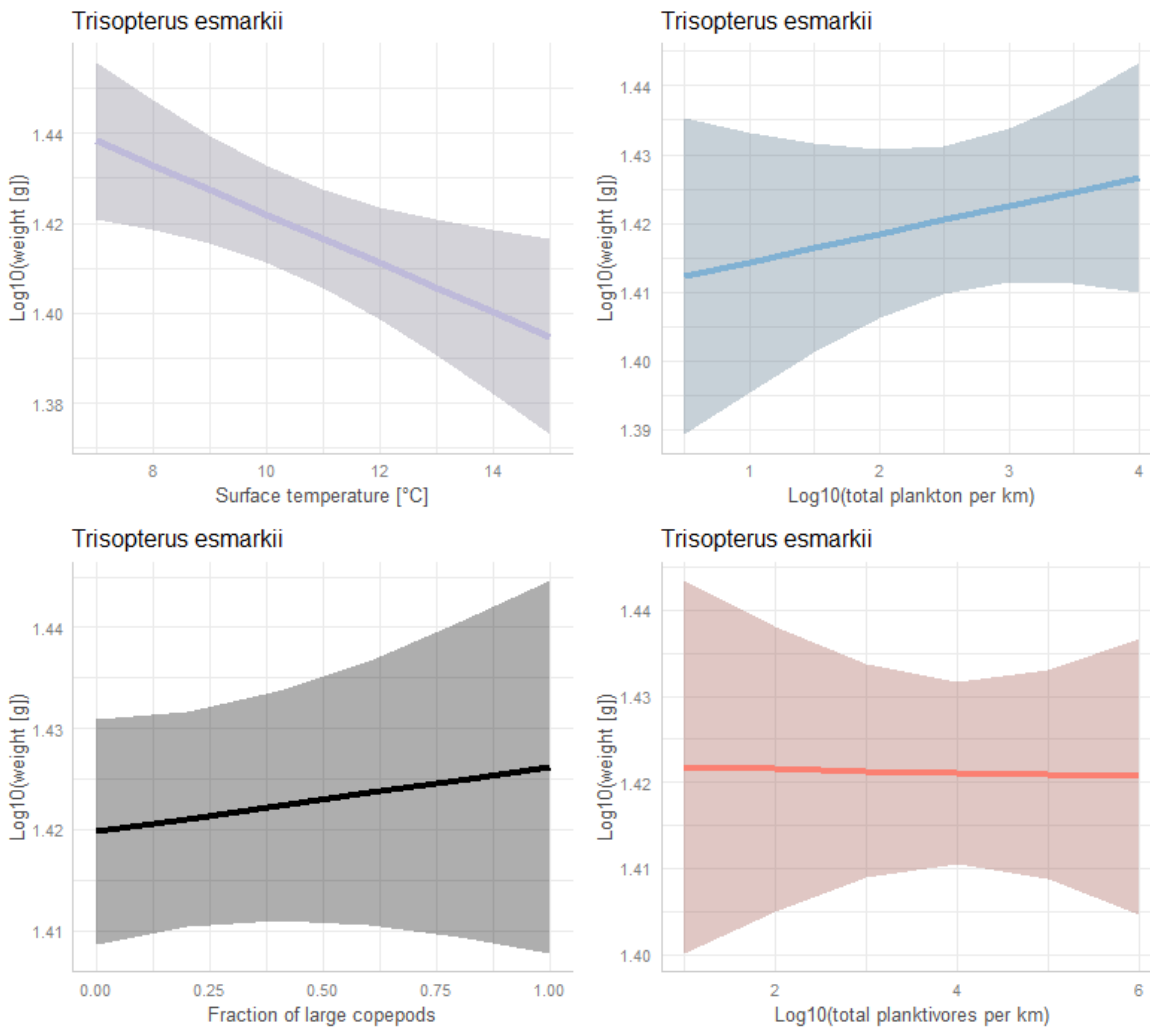 Trisopterus esmarkii
Log10(weight [g])
1.44
1.42
1.40
1.38
8 10 12 14
Surface temperature [°C]
Trisopterus esmarkii
Log10(weight [g])
1.44
1.43
1.42
1.41
1.40
1.39
1 2 3 4
Log10(total plankton per km)
Trisopterus esmarkii
Log10(weight [g])
1.44
1.43
1.42
1.41
0.00 0.25 0.50 0.75 1.00
Fraction of large copepods
Trisopterus esmarkii
Log10(weight [g])
1.44
1.43
1.42
1.41
1.40
2 4 6
Log10(total planktivores per km)